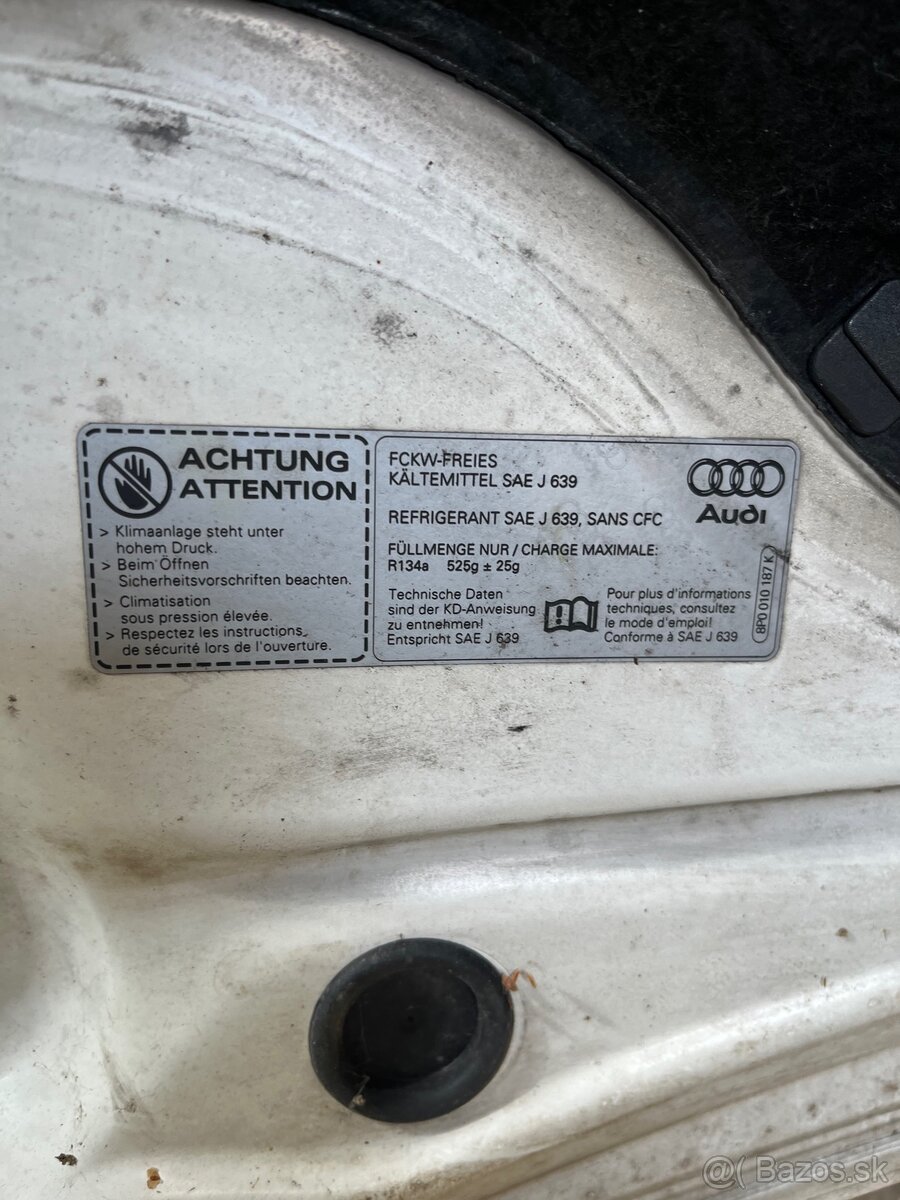 ACHTUNG
ATTENTION
> Klimaanlage steht unter
hohem Druck.
> Beim Öffnen
Sicherheitsvorschriften beachten.
> Climatisation
sous pression élevée.
> Respectez les instructions
de sécurité lors de l'ouverture.
FCKW-FREIES
KÄLTEMITTEL SAE J 639
REFRIGERANT SAE J 639, SANS CFC
FÜLLMENGE NUR / CHARGE MAXIMALE:
R134a 525g ± 25g
Technische Daten
sind der KD-Anweisung
zu entnehmen!
Entspricht SAE J 639
Pour plus d'informations
techniques, consultez
le mode d'emploi!
Conforme à SAE J 639
Audi
8P0 010 187 K
@( Bazos.sk